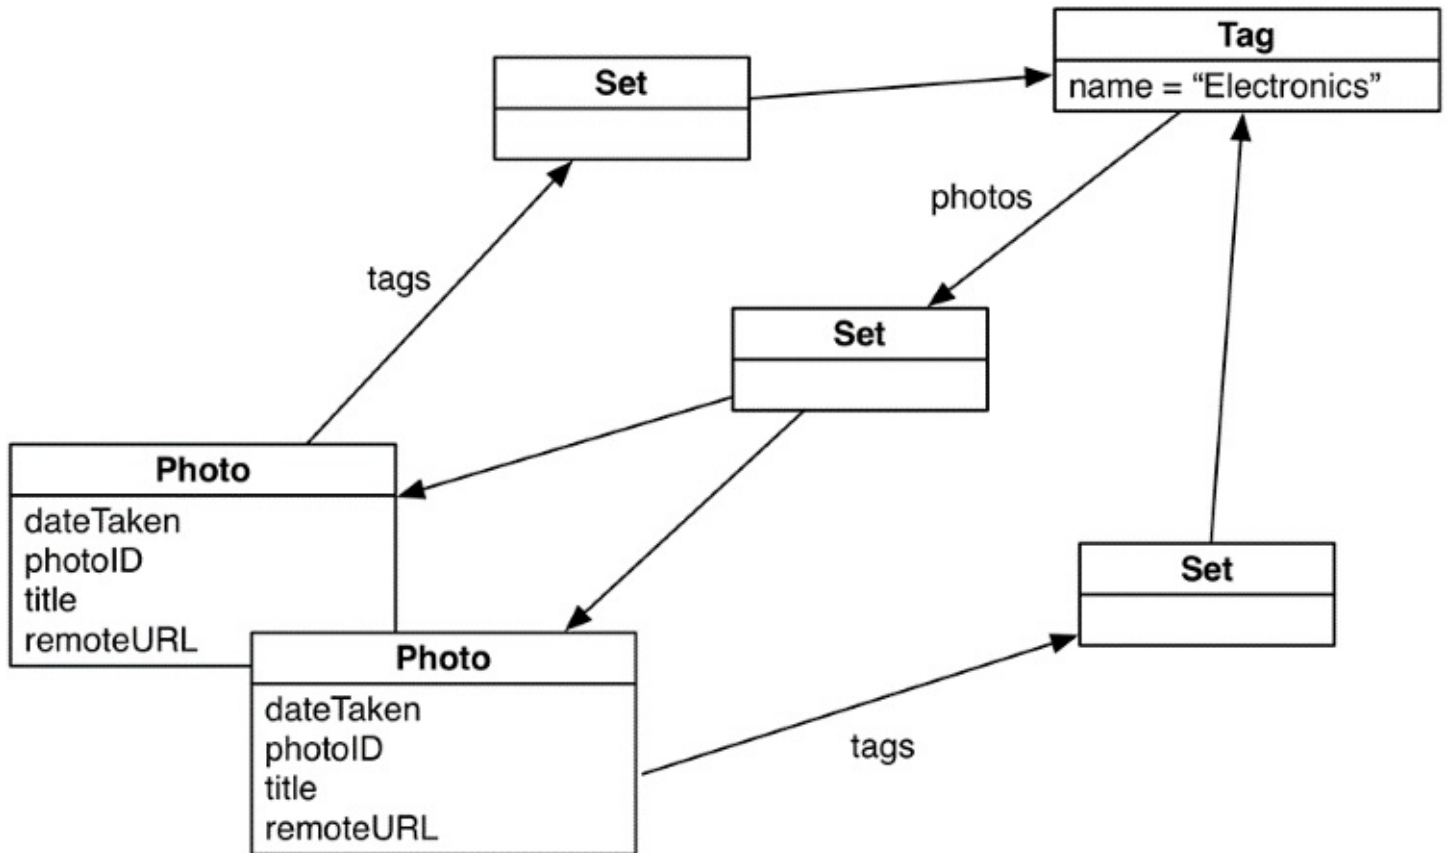 Tag
name = “Electronics”
Set
photos
tags
Set
Photo
dateTaken
photoID
title
remoteURL
Set
Photo
dateTaken
photoID
title
remoteURL
tags